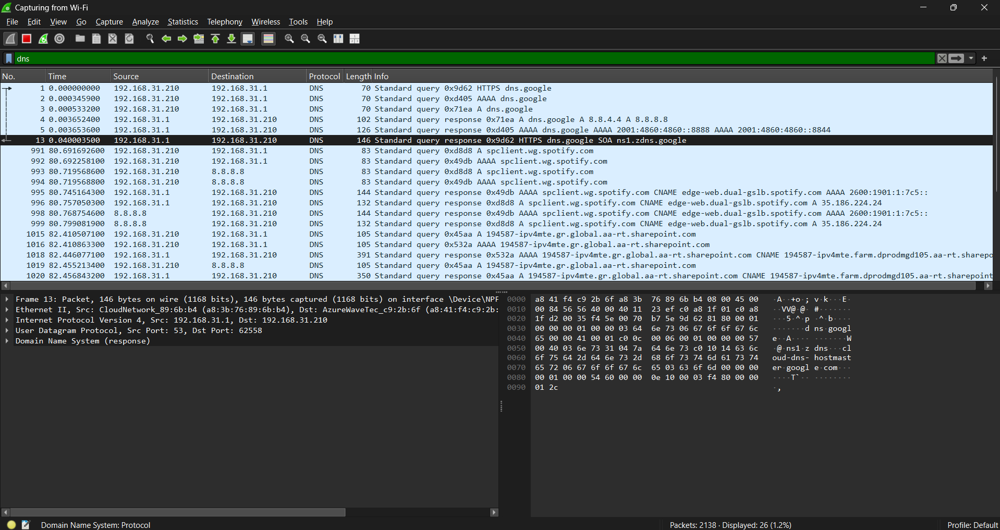 Capturing from Wi-Fi
File Edit View Go Capture Analyze Statistics Telephony Wireless Tools Help
dns
No. Time Source Destination Protocol Length Info
1 0.000000000 192.168.31.210 192.168.31.1 DNS 70 Standard query 0x9d62 HTTPS dns.google
2 0.000345900 192.168.31.210 192.168.31.1 DNS 70 Standard query 0xd405 AAAA dns.google
3 0.000533200 192.168.31.210 192.168.31.1 DNS 70 Standard query 0x71ea A dns.google
4 0.003652400 192.168.31.1 192.168.31.210 DNS 102 Standard query response 0x71ea A dns.google A 8.8.4.4 A 8.8.8.8
5 0.003653600 192.168.31.1 192.168.31.210 DNS 126 Standard query response 0xd405 AAAA dns.google AAAA 2001:4860:4860::8888 AAAA 2001:4860:4860::8844
13 0.040003500 192.168.31.1 192.168.31.210 DNS 146 Standard query response 0x9d62 HTTPS dns.google SOA ns1.zdns.google
991 80.691692600 192.168.31.210 192.168.31.1 DNS 83 Standard query 0xd8d8 A spclient.wg.spotify.com
992 80.692258100 192.168.31.210 192.168.31.1 DNS 83 Standard query 0x49db AAAA spclient.wg.spotify.com
993 80.719568600 192.168.31.210 8.8.8.8 DNS 83 Standard query 0xd8d8 A spclient.wg.spotify.com
994 80.719568800 192.168.31.210 8.8.8.8 DNS 83 Standard query 0x49db AAAA spclient.wg.spotify.com
995 80.745164300 192.168.31.1 192.168.31.210 DNS 144 Standard query response 0x49db AAAA spclient.wg.spotify.com CNAME edge-web.dual-gslb.spotify.com AAAA 2600:1901:1:7c5::
996 80.757050300 192.168.31.1 192.168.31.210 DNS 132 Standard query response 0xd8d8 A spclient.wg.spotify.com CNAME edge-web.dual-gslb.spotify.com A 35.186.224.24
998 80.768754600 8.8.8.8 192.168.31.210 DNS 144 Standard query response 0x49db AAAA spclient.wg.spotify.com CNAME edge-web.dual-gslb.spotify.com AAAA 2600:1901:1:7c5::
999 80.799081900 8.8.8.8 192.168.31.210 DNS 132 Standard query response 0xd8d8 A spclient.wg.spotify.com CNAME edge-web.dual-gslb.spotify.com A 35.186.224.24
1015 82.410507100 192.168.31.210 192.168.31.1 DNS 105 Standard query 0x45aa A 194587-ipv4mte.gr.global.aa-rt.sharepoint.com
1016 82.410863300 192.168.31.210 192.168.31.1 DNS 105 Standard query 0x532a AAAA 194587-ipv4mte.gr.global.aa-rt.sharepoint.com
1018 82.446077100 192.168.31.1 192.168.31.210 DNS 391 Standard query response 0x532a AAAA 194587-ipv4mte.gr.global.aa-rt.sharepoint.com CNAME 194587-ipv4mte.farm.dprodmgd105.aa-rt.sharepo
1019 82.455213400 192.168.31.210 8.8.8.8 DNS 105 Standard query 0x45aa A 194587-ipv4mte.gr.global.aa-rt.sharepoint.com
1020 82.456843200 192.168.31.1 192.168.31.210 DNS 350 Standard query response 0x45aa A 194587-ipv4mte.gr.global.aa-rt.sharepoint.com CNAME 194587-ipv4mte.farm.dprodmgd105.aa-rt.sharepoint
Frame 13: Packet, 146 bytes on wire (1168 bits), 146 bytes captured (1168 bits) on interface \Device\NPF
Ethernet II, Src: CloudNetwork_89:6b:b4 (a8:3b:76:89:6b:b4), Dst: AzureWaveTec_c9:2b:6f (a8:41:f4:c9:2b:
Internet Protocol Version 4, Src: 192.168.31.1, Dst: 192.168.31.210
User Datagram Protocol, Src Port: 53, Dst Port: 62558
Domain Name System (response)
0000 a8 41 f4 c9 2b 6f a8 3b 76 89 6b b4 08 00 45 00 ·A··+o·; v·k···E·
0010 00 84 56 56 40 00 40 11 23 ef c0 a8 1f 01 c0 a8 ··VV@·@· #·······
0020 1f d2 00 35 f4 5e 00 70 b7 5e 9d 62 81 80 00 01 ···5·^·p ·^·b····
0030 00 00 00 01 00 00 03 64 6e 73 06 67 6f 6f 67 6c ·······d ns·googl
0040 65 00 00 41 00 01 c0 0c 00 06 00 01 00 00 00 57 e··A···· ·······W
0050 00 40 03 6e 73 31 04 7a 64 6e 73 c0 10 14 63 6c ·@·ns1·z dns···cl
0060 6f 75 64 2d 64 6e 73 2d 68 6f 73 74 6d 61 73 74 oud-dns- hostmast
0070 65 72 06 67 6f 6f 67 6c 65 03 63 6f 6d 00 00 00 er·googl e·com···
0080 00 01 00 00 54 60 00 00 0e 10 00 03 f4 80 00 00 ····T`·· ········
0090 01 2c ·,
Domain Name System: Protocol Packets: 2138 · Displayed: 26 (1.2%) Profile: Default